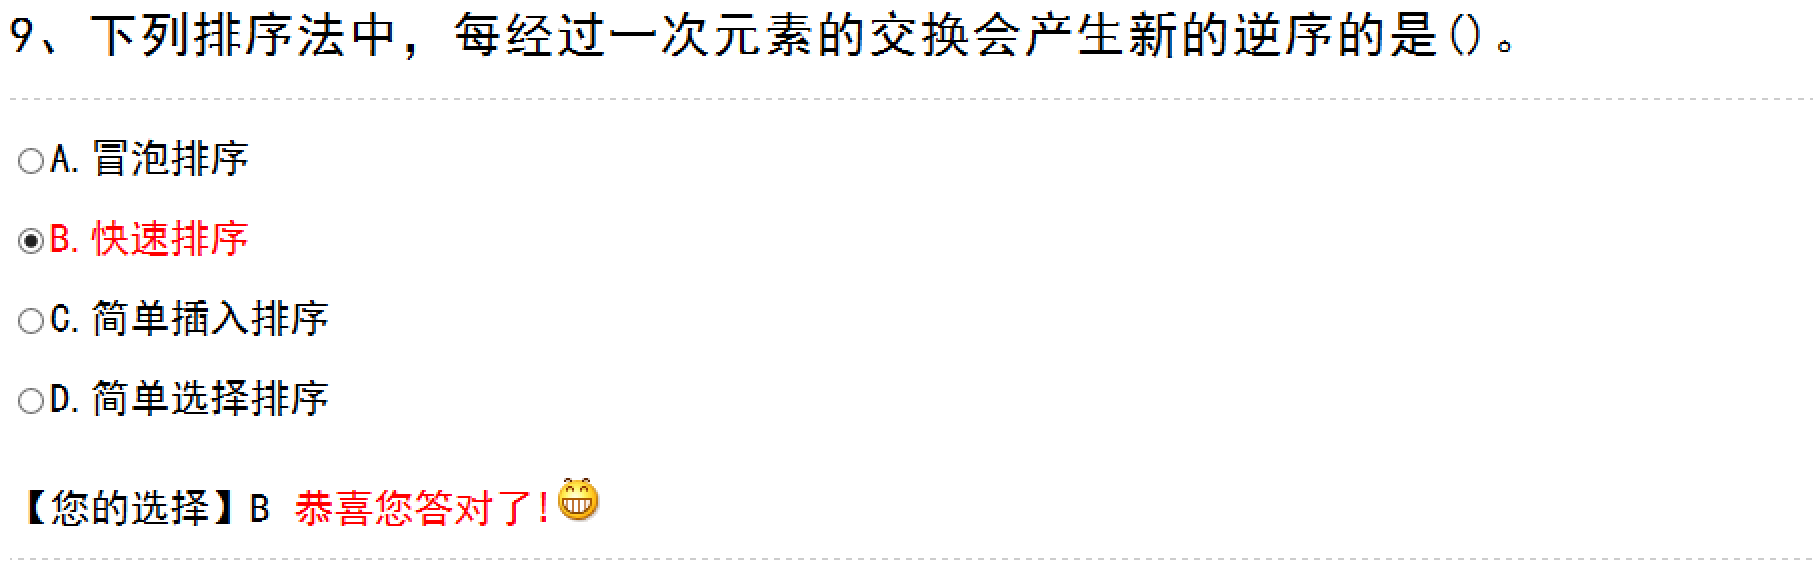 9、下列排序法中，每经过一次元素的交换会产生新的逆序的是()。
A. 冒泡排序
B. 快速排序
C. 简单插入排序
D. 简单选择排序
【您的选择】B 恭喜您答对了!